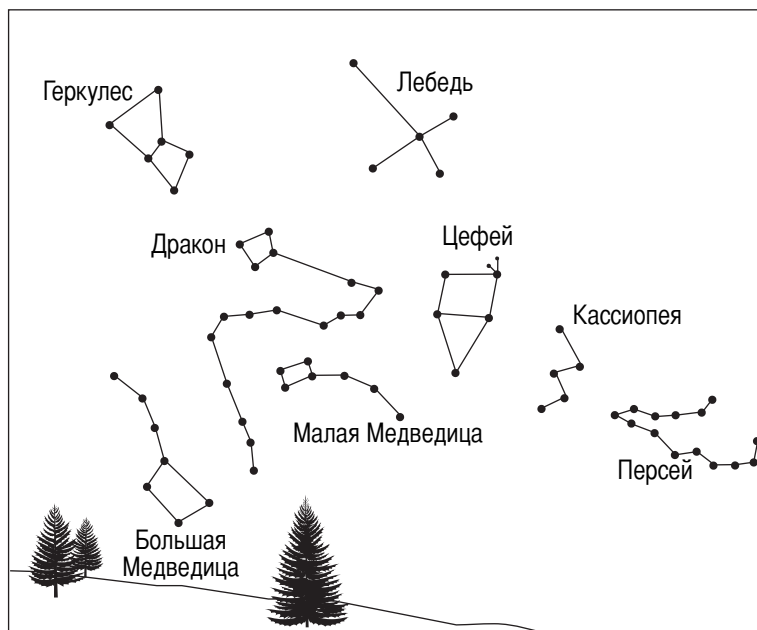 Геркулес
Лебедь
Дракон
Цефей
Кассиопея
Малая Медведица
Персей
Большая
Медведица